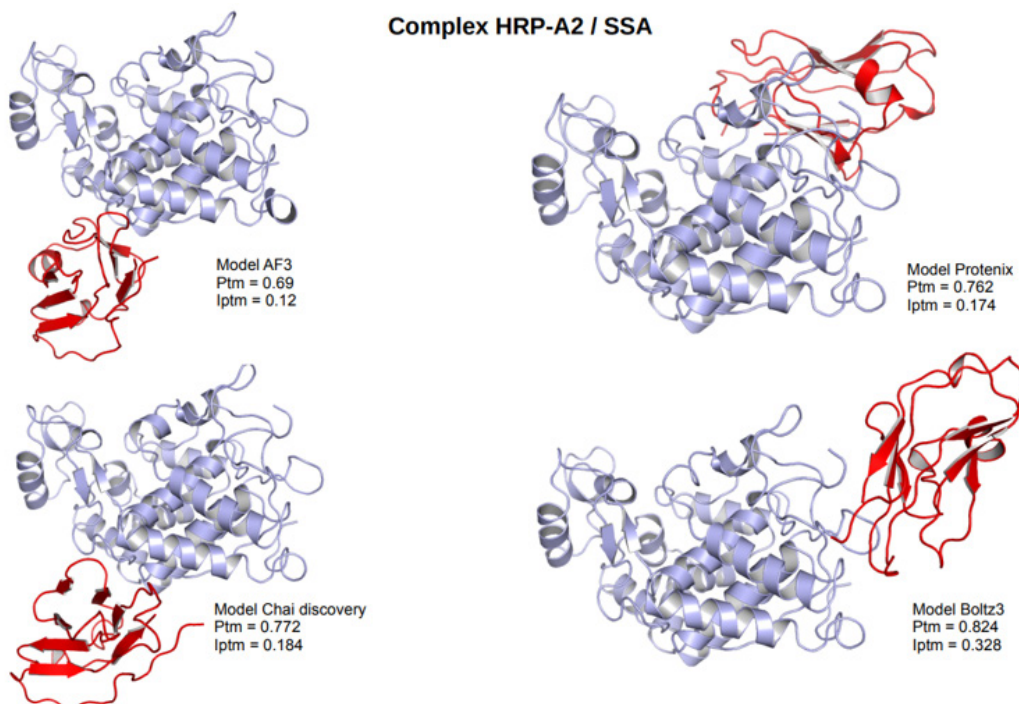 Complex HRP-A2 / SSA
Model AF3
Ptm = 0.69
Iptm = 0.12
Model Protenix
Ptm = 0.762
Iptm = 0.174
Model Chai discovery
Ptm = 0.772
Iptm = 0.184
Model Boltz3
Ptm = 0.824
Iptm = 0.328